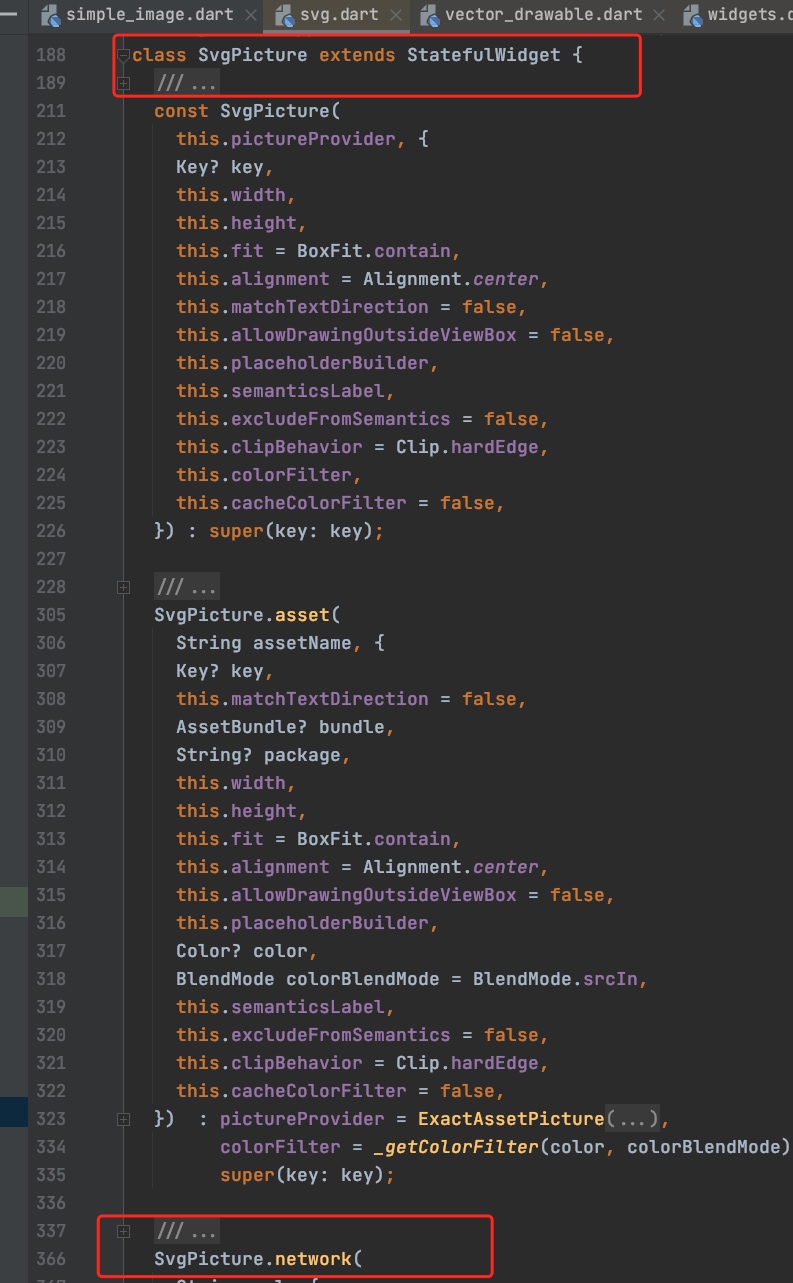 simple_image.dart × svg.dart × vector_drawable.dart × widgets.d
188 class SvgPicture extends StatefulWidget {
189 /// ...
211 const SvgPicture(
212 this.pictureProvider, {
213 Key? key,
214 this.width,
215 this.height,
216 this.fit = BoxFit.contain,
217 this.alignment = Alignment.center,
218 this.matchTextDirection = false,
219 this.allowDrawingOutsideViewBox = false,
220 this.placeholderBuilder,
221 this.semanticsLabel,
222 this.excludeFromSemantics = false,
223 this.clipBehavior = Clip.hardEdge,
224 this.colorFilter,
225 this.cacheColorFilter = false,
226 }) : super(key: key);
227
228 /// ...
305 SvgPicture.asset(
306 String assetName, {
307 Key? key,
308 this.matchTextDirection = false,
309 AssetBundle? bundle,
310 String? package,
311 this.width,
312 this.height,
313 this.fit = BoxFit.contain,
314 this.alignment = Alignment.center,
315 this.allowDrawingOutsideViewBox = false,
316 this.placeholderBuilder,
317 Color? color,
318 BlendMode colorBlendMode = BlendMode.srcIn,
319 this.semanticsLabel,
320 this.excludeFromSemantics = false,
321 this.clipBehavior = Clip.hardEdge,
322 this.cacheColorFilter = false,
323 }) : pictureProvider = ExactAssetPicture(...),
334 colorFilter = _getColorFilter(color, colorBlendMode)
335 super(key: key);
336
337 /// ...
366 SvgPicture.network(